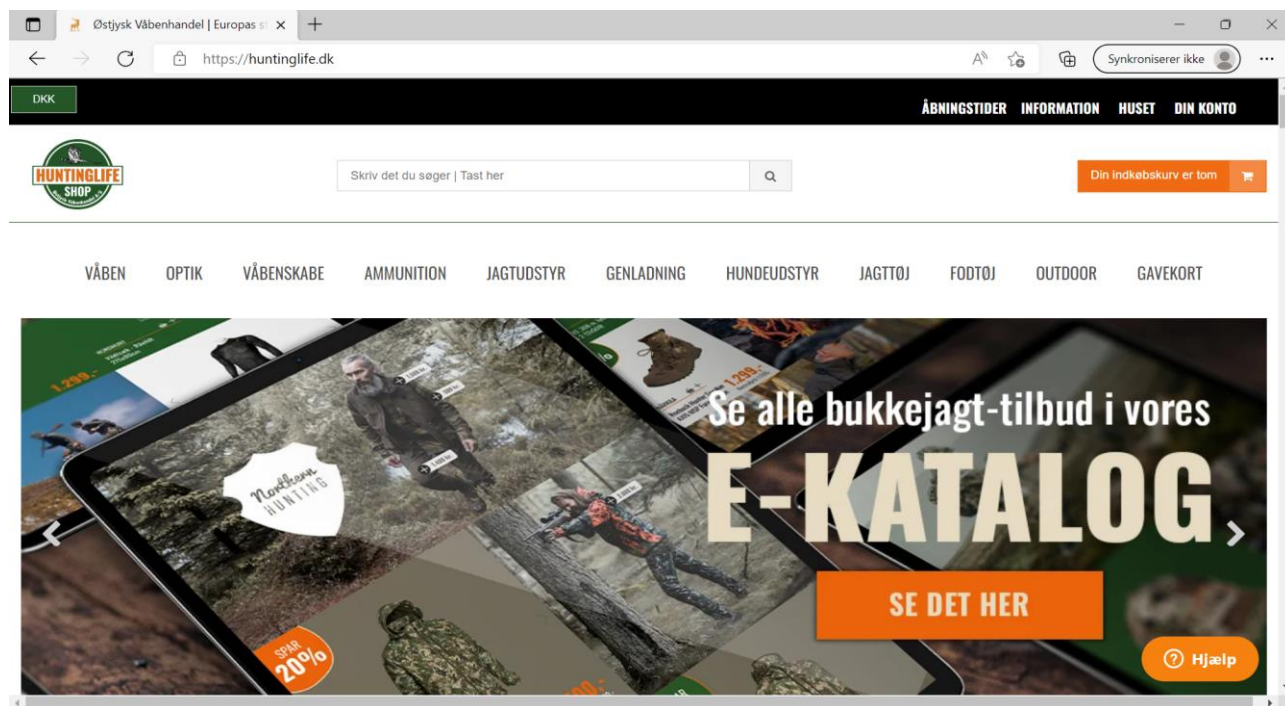 Østjysk Våbenhandel | Europas s
https://huntinglife.dk
Synkroniserer ikke
DKK
ÅBNINGSTIDER INFORMATION HUSET DIN KONTO
HUNTINGLIFE
SHOP
Skriv det du søger | Tast her
Din indkøbskurv er tom
VÅBEN OPTIK VÅBENSKABE AMMUNITION JAGTUDSTYR GENLADNING HUNDEUDSTYR JAGTTØJ FODTØJ OUTDOOR GAVEKORT
1.299,-
1.299,-
Northern
HUNTING
Se alle bukkejagt-tilbud i vores
E-KATALOG
SE DET HER
SPAR
20%
Hjælp